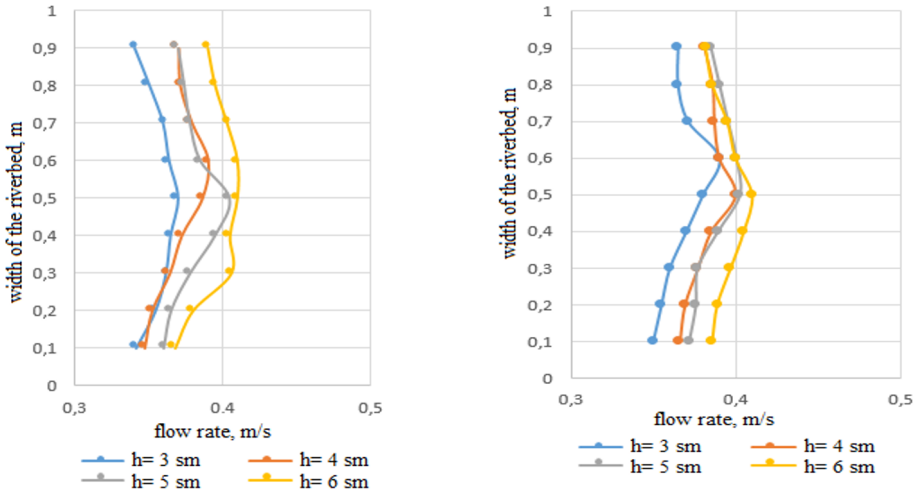 1
0,9
0,8
0,7
0,6
0,5
0,4
0,3
0,2
0,1
0
width of the riverbed, m
0,3
0,4
0,5
flow rate, m/s
h= 3 sm
h= 4 sm
h= 5 sm
h= 6 sm
1
0,9
0,8
0,7
0,6
0,5
0,4
0,3
0,2
0,1
0
width of the riverbed, m
0,3
0,4
0,5
flow rate, m/s
h= 3 sm
h= 4 sm
h= 5 sm
h= 6 sm